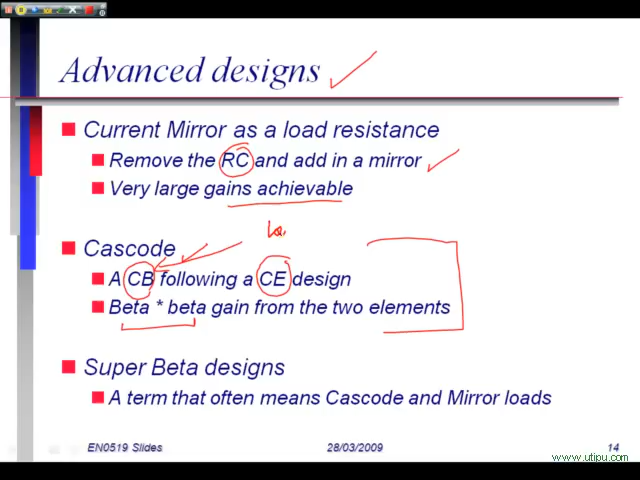 Advanced designs
Current Mirror as a load resistance
Remove the RC and add in a mirror
Very large gains achievable
Cascode
A CB following a CE design
Beta * beta gain from the two elements
Super Beta designs
A term that often means Cascode and Mirror loads
EN0519 Slides 28/03/2009 14
www.utipu.com